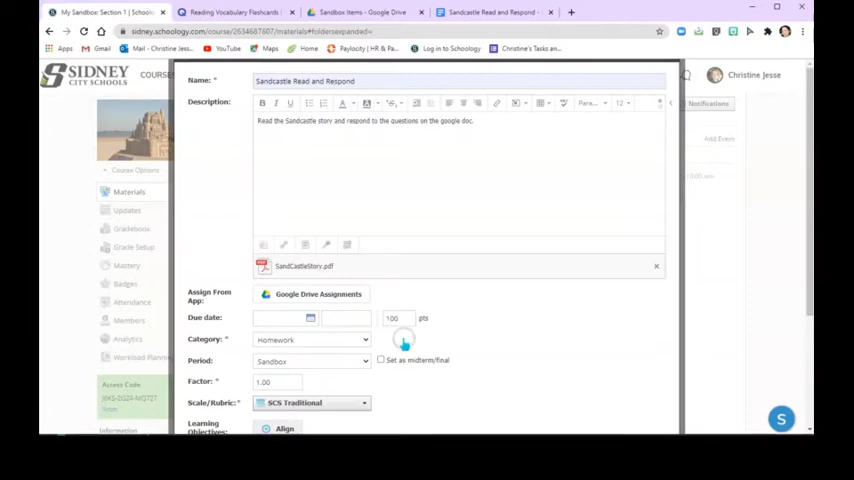 My Sandbox: Section 1 | Schoolo
Reading Vocabulary Flashcards |
Sandbox Items - Google Drive
Sandcastle Read and Respond -
sidney.schoology.com/course/2634687607/materials#foldersexpanded=
Apps
Gmail
Mail - Christine Jess...
YouTube
Maps
Home
Paylocity | HR & Pa...
Log in to Schoology
Christine's Tasks an...
SIDNEY
CITY SCHOOLS
COURSES
Christine Jesse
Notifications
Add Event
Course Options
Materials
Updates
Gradebook
Grade Setup
Mastery
Badges
Attendance
Members
Analytics
Workload Planning
Access Code
Reset
Information
Name: *
Sandcastle Read and Respond
Description:
B I U
Para...
12
Read the Sandcastle story and respond to the questions on the google doc.
PDF
SandCastleStory.pdf
Assign From
App:
Google Drive Assignments
Due date:
100 pts
Category: *
Homework
Period: *
Sandbox
Set as midterm/final
Factor: *
1.00
Scale/Rubric: *
SCS Traditional
Learning
Objectives:
Align
S